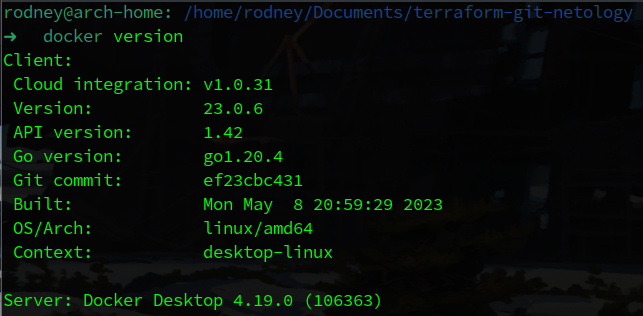 rodney@arch-home: /home/rodney/Documents/terraform-git-netology
➜ docker version
Client:
Cloud integration: v1.0.31
Version: 23.0.6
API version: 1.42
Go version: go1.20.4
Git commit: ef23cbc431
Built: Mon May 8 20:59:29 2023
OS/Arch: linux/amd64
Context: desktop-linux
Server: Docker Desktop 4.19.0 (106363)